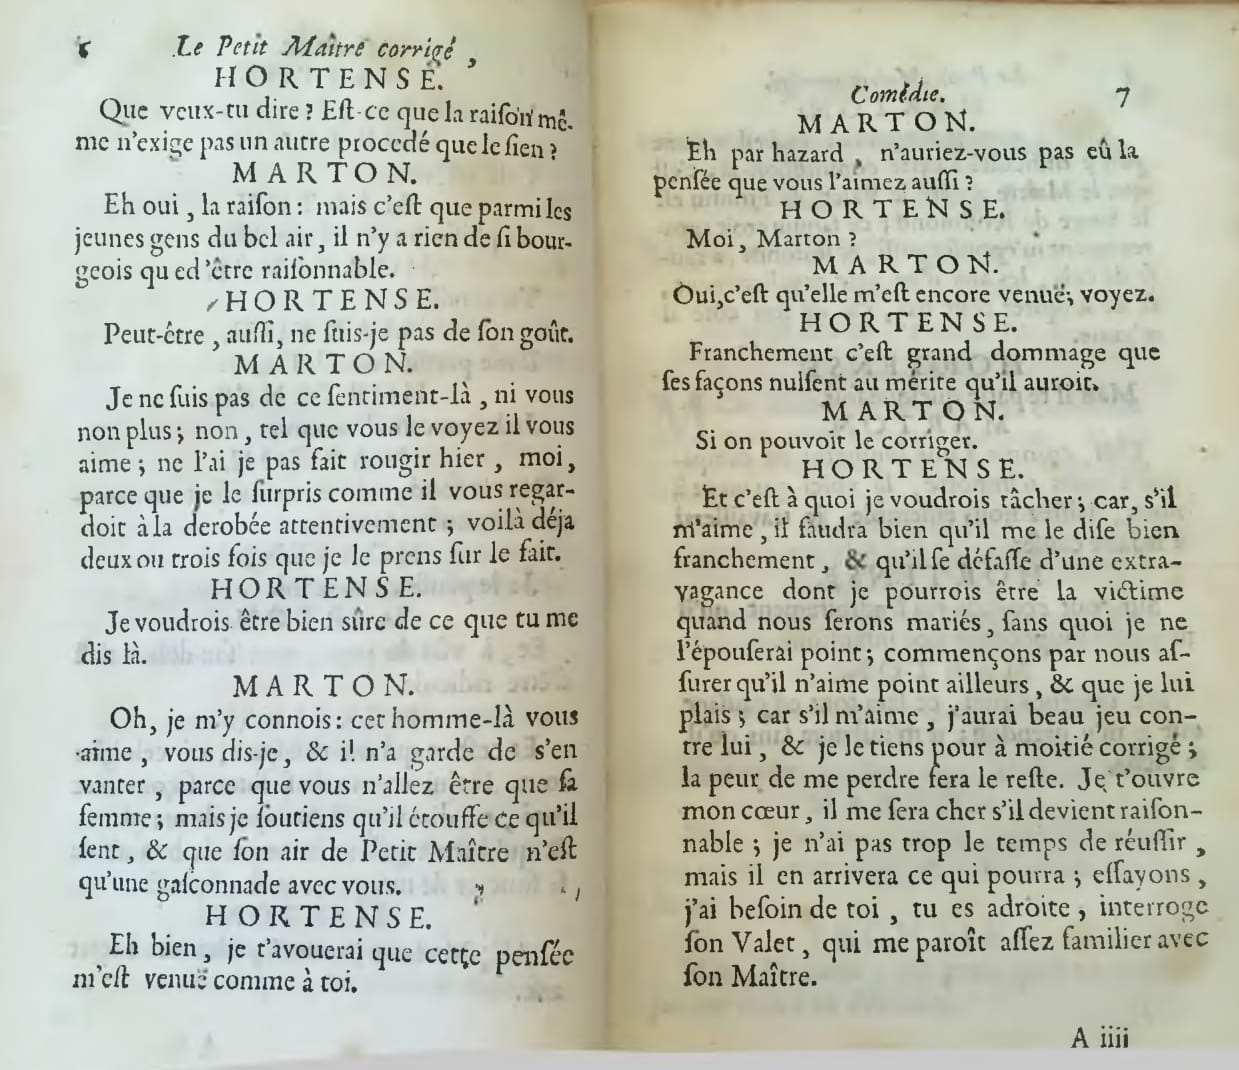 6 Le Petit Maître corrigé,
HORTENSE.
Que veux-tu dire ? Eſt-ce que la raiſon mê-
me n'exige pas un autre procedé que le ſien ?
MARTON.
Eh oui, la raiſon : mais c'eſt que parmi les
jeunes gens du bel air, il n'y a rien de ſi bour-
geois qu ed'être raiſonnable.
HORTENSE.
Peut-être, auſſi, ne ſuis-je pas de ſon goût.
MARTON.
Je ne ſuis pas de ce ſentiment-là, ni vous
non plus ; non, tel que vous le voyez il vous
aime ; ne l'ai je pas fait rougir hier, moi,
parce que je le ſurpris comme il vous regar-
doit à la derobée attentivement ; voilà déja
deux ou trois fois que je le prens ſur le fait.
HORTENSE.
Je voudrois être bien sûre de ce que tu me
dis là.
MARTON.
Oh, je m'y connois : cet homme-là vous
aime, vous dis-je, & il n'a garde de s'en
vanter, parce que vous n'allez être que ſa
femme ; mais je ſoutiens qu'il étouffe ce qu'il
ſent, & que ſon air de Petit Maître n'eſt
qu'une gaſconnade avec vous.
HORTENSE.
Eh bien, je t'avouerai que cette penſée
m'eſt venuë comme à toi.
Comédie. 7
MARTON.
Eh par hazard, n'auriez-vous pas eû la
penſée que vous l'aimez auſſi ?
HORTENSE.
Moi, Marton ?
MARTON.
Oui, c'eſt qu'elle m'eſt encore venuë, voyez.
HORTENSE.
Franchement c'eſt grand dommage que
ſes façons nuiſent au mérite qu'il auroit.
MARTON.
Si on pouvoit le corriger.
HORTENSE.
Et c'eſt à quoi je voudrois tâcher ; car, s'il
m'aime, il faudra bien qu'il me le diſe bien
franchement, & qu'il ſe défaſſe d'une extra-
vagance dont je pourrois être la victime
quand nous ſerons mariés, ſans quoi je ne
l'épouſerai point ; commençons par nous aſ-
ſurer qu'il n'aime point ailleurs, & que je lui
plais ; car s'il m'aime, j'aurai beau jeu con-
tre lui, & je le tiens pour à moitié corrigé ;
la peur de me perdre fera le reſte. Je t'ouvre
mon cœur, il me ſera cher s'il devient raiſon-
nable ; je n'ai pas trop le temps de réuſſir,
mais il en arrivera ce qui pourra ; eſſayons,
j'ai beſoin de toi, tu es adroite, interroge
ſon Valet, qui me paroît aſſez familier avec
ſon Maître.
A iiii